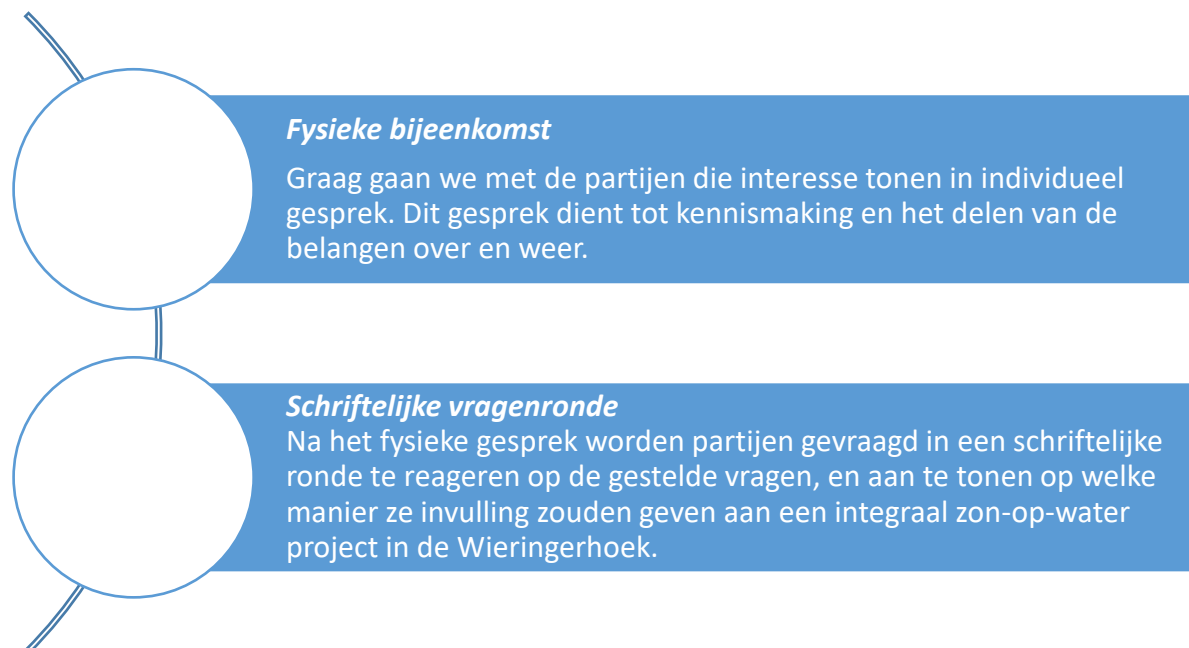 Fysieke bijeenkomst
Graag gaan we met de partijen die interesse tonen in individueel
gesprek. Dit gesprek dient tot kennismaking en het delen van de
belangen over en weer.
Schriftelijke vragenronde
Na het fysieke gesprek worden partijen gevraagd in een schriftelijke
ronde te reageren op de gestelde vragen, en aan te tonen op welke
manier ze invulling zouden geven aan een integraal zon-op-water
project in de Wieringerhoek.